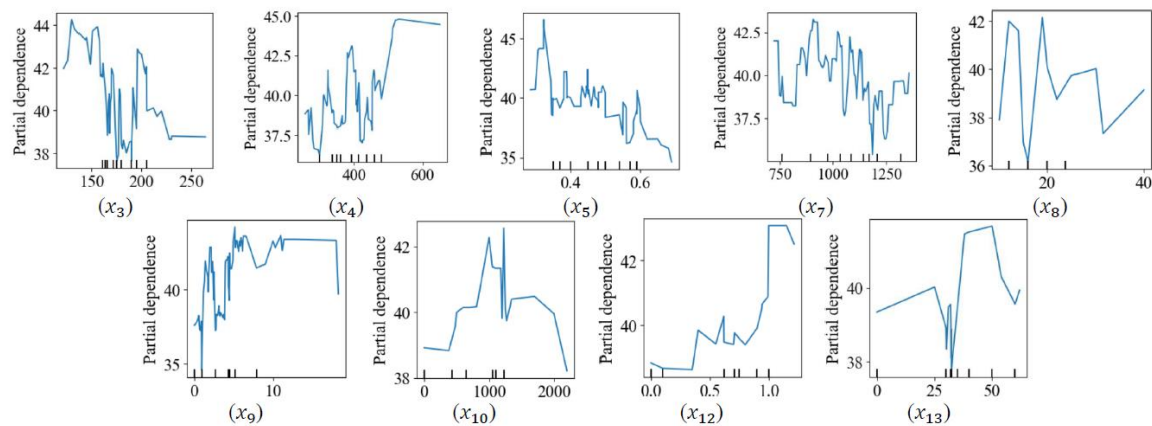 44
42
40
38
Partial dependence
150
200
250
(x₃)
45.0
42.5
40.0
37.5
Partial dependence
400
600
(x₄)
45
40
35
Partial dependence
0.4
0.6
(x₅)
42.5
40.0
37.5
Partial dependence
750
1000
1250
(x₇)
42
40
38
36
Partial dependence
20
40
(x₈)
40
35
Partial dependence
0
10
(x₉)
42
40
38
Partial dependence
0
1000
2000
(x₁₀)
42
40
Partial dependence
0.0
0.5
1.0
(x₁₂)
40
38
Partial dependence
0
25
50
(x₁₃)